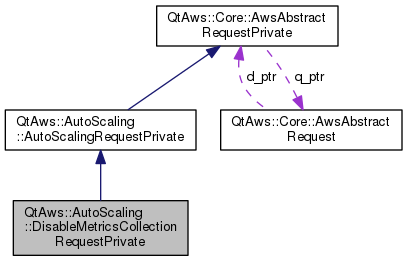 QtAws::Core::AwsAbstract
RequestPrivate
d_ptr
q_ptr
QtAws::AutoScaling
::AutoScalingRequestPrivate
QtAws::Core::AwsAbstract
Request
QtAws::AutoScaling
::DisableMetricsCollection
RequestPrivate